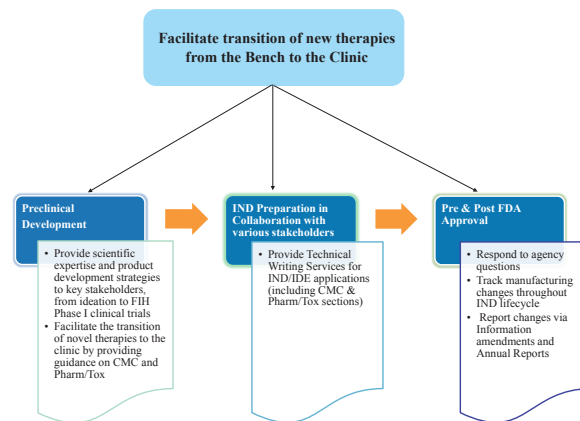 Facilitate transition of new therapies
from the Bench to the Clinic
Preclinical
Development
• Provide scientific
expertise and product
development strategies
to key stakeholders,
from ideation to FIH
Phase I clinical trials
• Facilitate the transition
of novel therapies to the
clinic by providing
guidance on CMC and
Pharm/Tox
IND Preparation in
Collaboration with
various stakeholders
• Provide Technical
Writing Services for
IND/IDE applications
(including CMC &
Pharm/Tox sections)
Pre & Post FDA
Approval
• Respond to agency
questions
• Track manufacturing
changes throughout
IND lifecycle
• Report changes via
Information
amendments and
Annual Reports